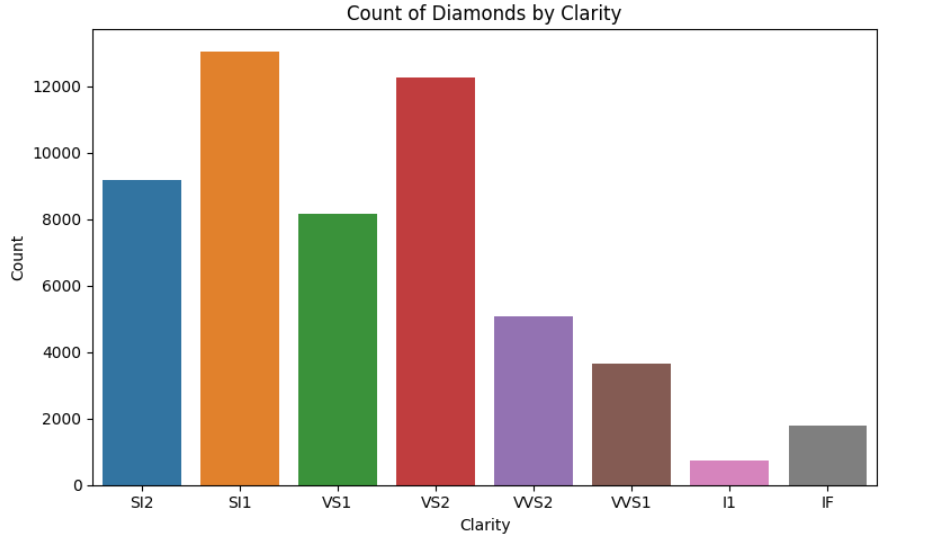 Count of Diamonds by Clarity
12000
10000
8000
6000
4000
2000
0
Count
SI2 SI1 VS1 VS2 VVS2 VVS1 I1 IF
Clarity